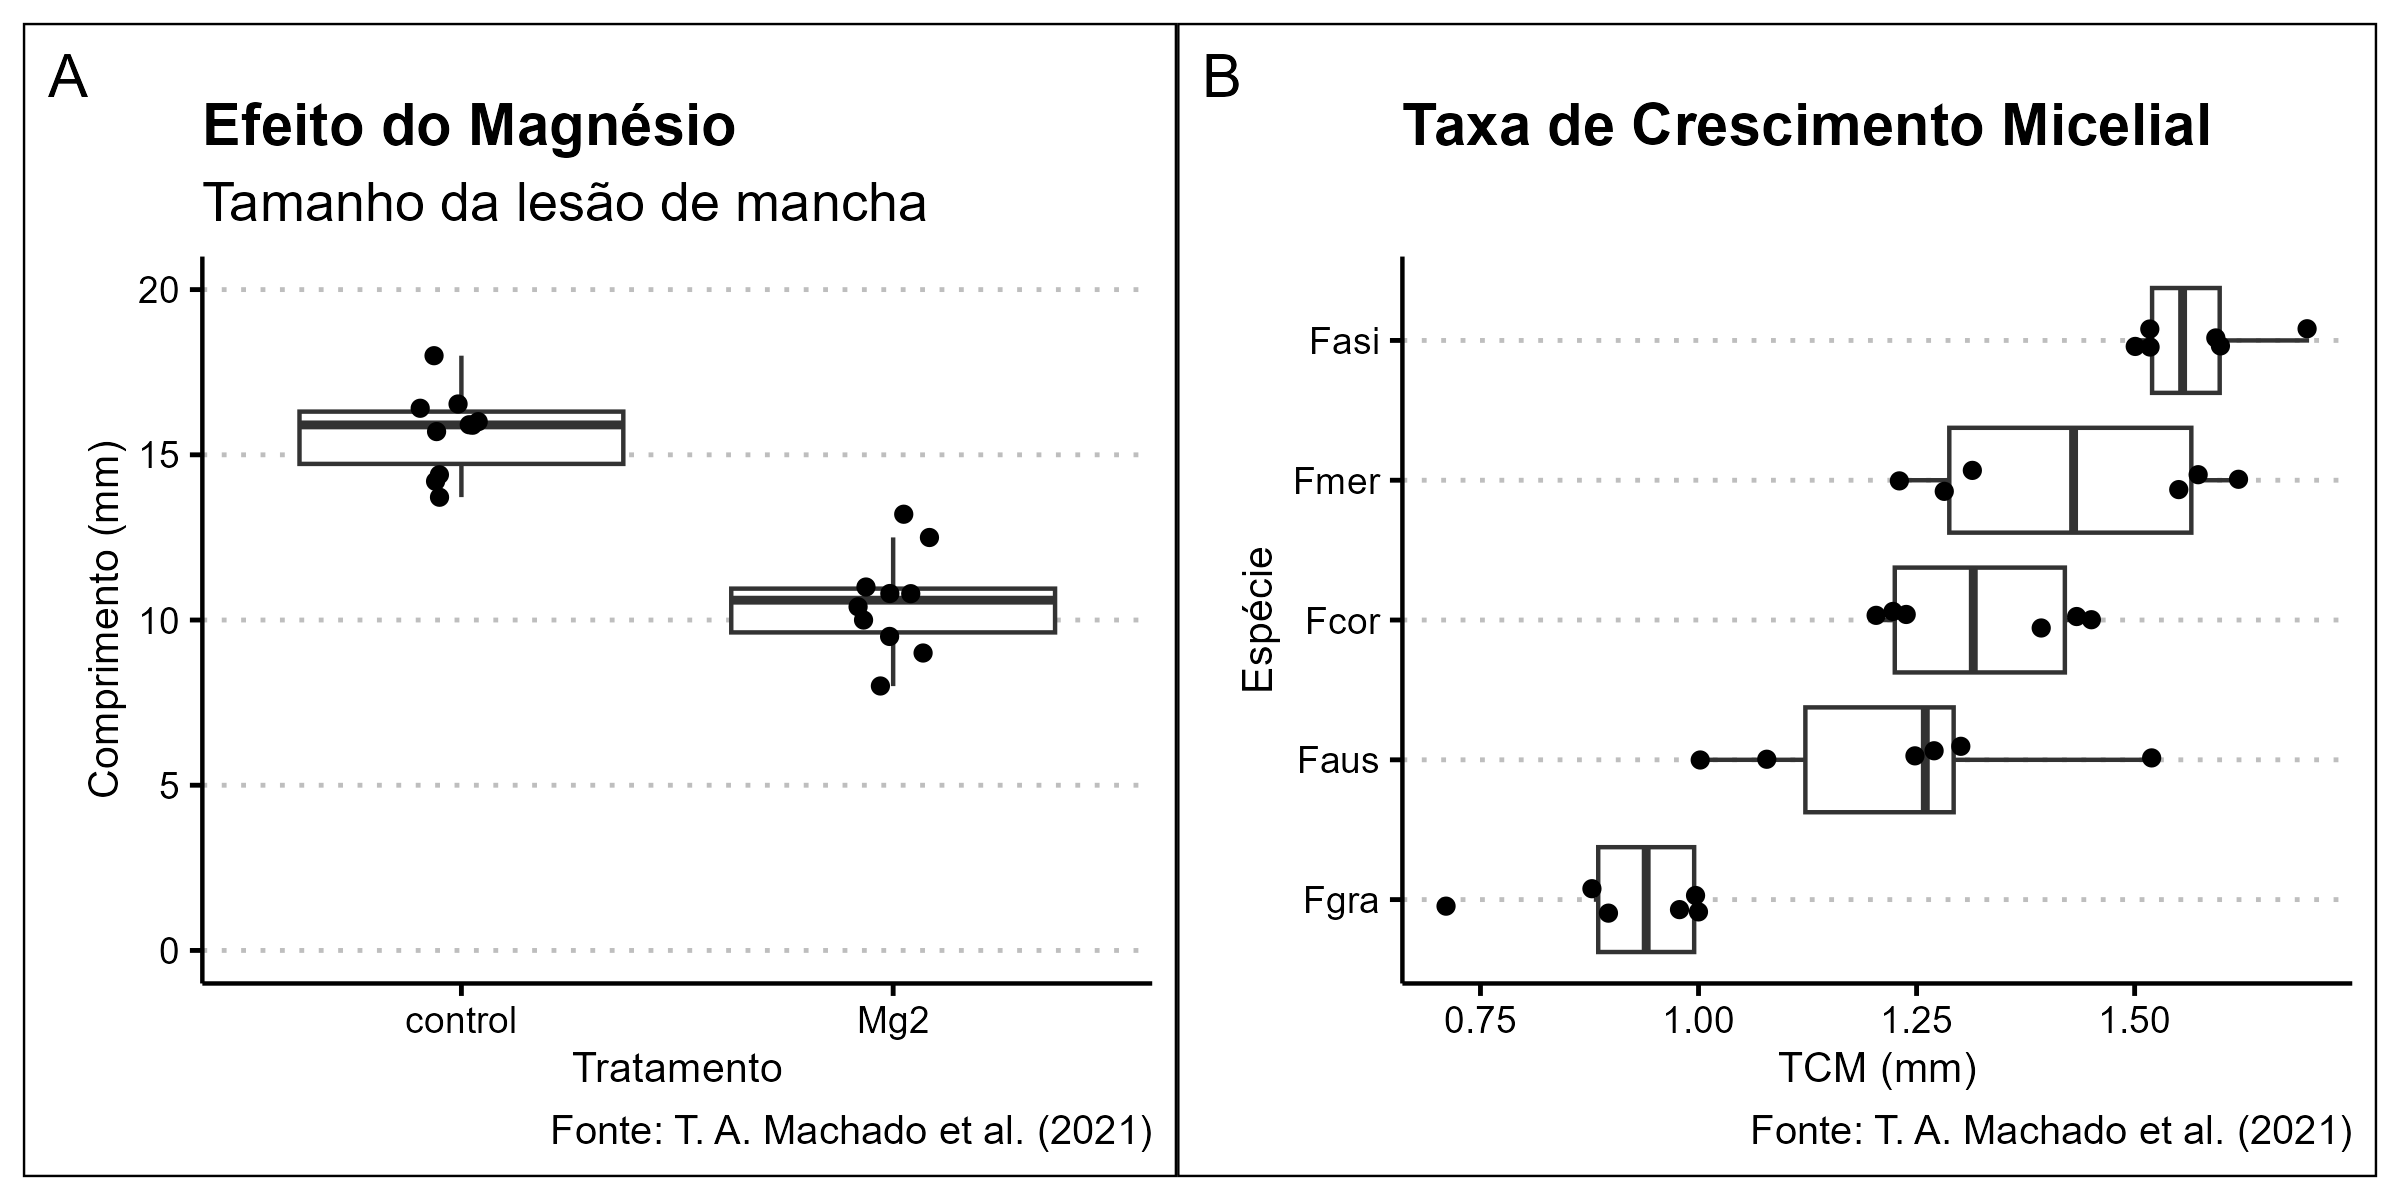 A
Efeito do Magnésio
Tamanho da lesão de mancha
Comprimento (mm)
20
15
10
5
0
control Mg2
Tratamento
Fonte: T. A. Machado et al. (2021)
B
Taxa de Crescimento Micelial
Espécie
Fasi
Fmer
Fcor
Faus
Fgra
0.75 1.00 1.25 1.50
TCM (mm)
Fonte: T. A. Machado et al. (2021)